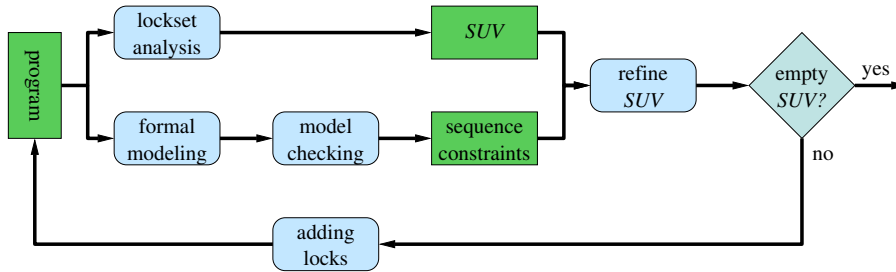 program
lockset
analysis
SUV
formal
modeling
model
checking
sequence
constraints
refine
SUV
empty
SUV?
yes
no
adding
locks